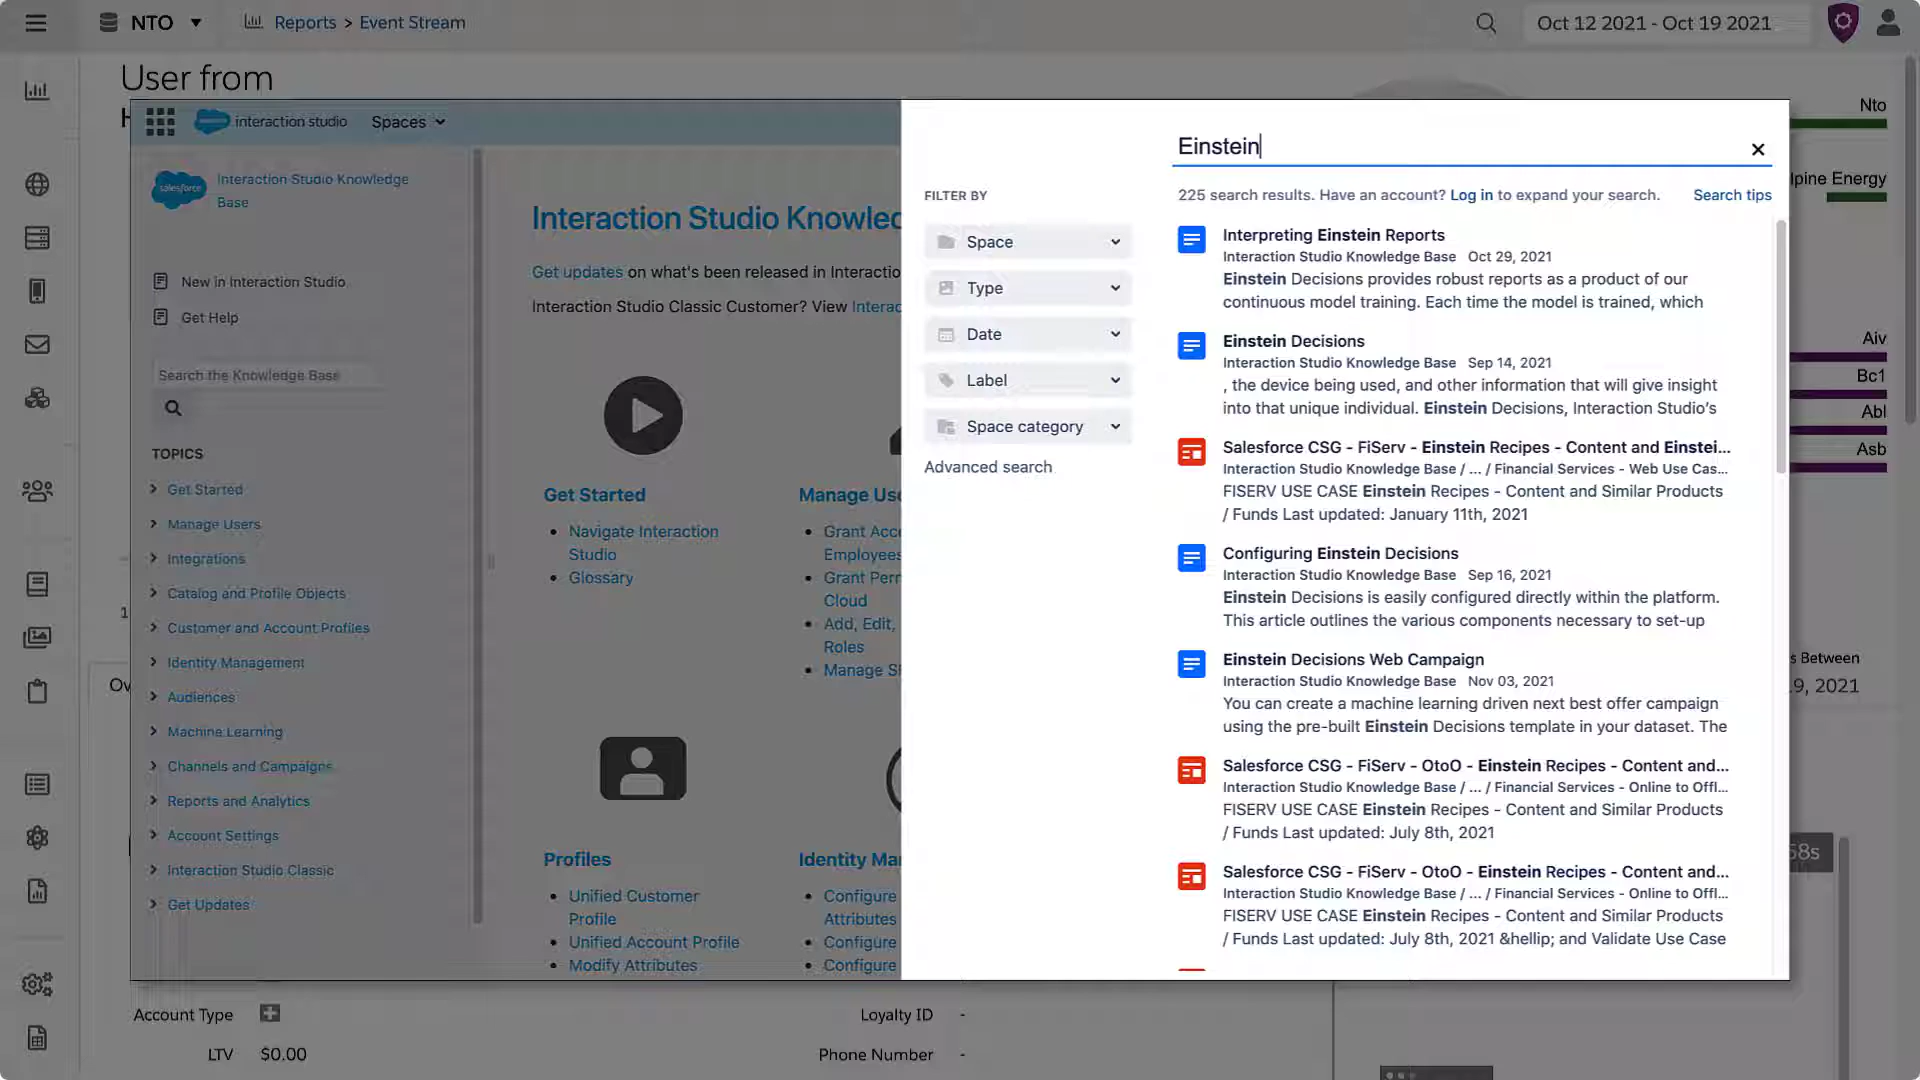 NTO
Reports > Event Stream
Oct 12 2021 - Oct 19 2021
User from
Nto
lpine Energy
Aiv
Bc1
Abl
Asb
s Between
9, 2021
58s
Account Type
LTV $0.00
Loyalty ID -
Phone Number -
interaction studio
Spaces
salesforce
Interaction Studio Knowledge
Base
New in Interaction Studio
Get Help
Search the Knowledge Base
TOPICS
Get Started
Manage Users
Integrations
Catalog and Profile Objects
Customer and Account Profiles
Identity Management
Audiences
Machine Learning
Channels and Campaigns
Reports and Analytics
Account Settings
Interaction Studio Classic
Get Updates
Interaction Studio Knowlec
Get updates on what's been released in Interactio
Interaction Studio Classic Customer? View Interac
Get Started
Navigate Interaction
Studio
Glossary
Manage Us
Grant Acc
Employees
Grant Perr
Cloud
Add, Edit,
Roles
Manage S
Profiles
Unified Customer
Profile
Unified Account Profile
Modify Attributes
Identity Ma
Configure
Attributes
Configure
Configure
Einstein
FILTER BY
Space
Type
Date
Label
Space category
Advanced search
225 search results. Have an account? Log in to expand your search.
Search tips
Interpreting Einstein Reports
Interaction Studio Knowledge Base Oct 29, 2021
Einstein Decisions provides robust reports as a product of our
continuous model training. Each time the model is trained, which
Einstein Decisions
Interaction Studio Knowledge Base Sep 14, 2021
, the device being used, and other information that will give insight
into that unique individual. Einstein Decisions, Interaction Studio's
Salesforce CSG - FiServ - Einstein Recipes - Content and Einstei...
Interaction Studio Knowledge Base / ... / Financial Services - Web Use Cas...
FISERV USE CASE Einstein Recipes - Content and Similar Products
/ Funds Last updated: January 11th, 2021
Configuring Einstein Decisions
Interaction Studio Knowledge Base Sep 16, 2021
Einstein Decisions is easily configured directly within the platform.
This article outlines the various components necessary to set-up
Einstein Decisions Web Campaign
Interaction Studio Knowledge Base Nov 03, 2021
You can create a machine learning driven next best offer campaign
using the pre-built Einstein Decisions template in your dataset. The
Salesforce CSG - FiServ - OtoO - Einstein Recipes - Content and...
Interaction Studio Knowledge Base / ... / Financial Services - Online to Offl...
FISERV USE CASE Einstein Recipes - Content and Similar Products
/ Funds Last updated: July 8th, 2021
Salesforce CSG - FiServ - OtoO - Einstein Recipes - Content and...
Interaction Studio Knowledge Base / ... / Financial Services - Online to Offl...
FISERV USE CASE Einstein Recipes - Content and Similar Products
/ Funds Last updated: July 8th, 2021 &hellip; and Validate Use Case